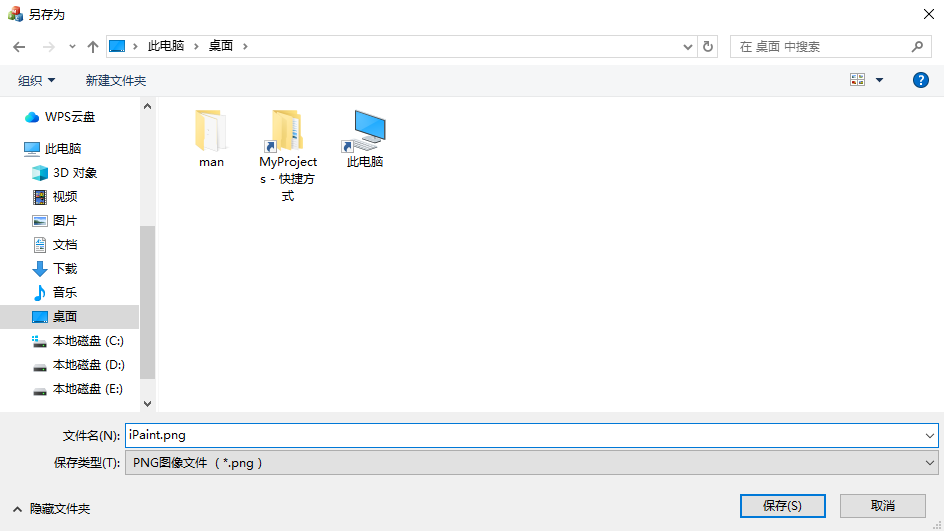 另存为
此电脑 > 桌面 >
在 桌面 中搜索
组织
新建文件夹
?
WPS云盘
此电脑
3D 对象
视频
图片
文档
下载
音乐
桌面
本地磁盘 (C:)
本地磁盘 (D:)
本地磁盘 (E:)
man
MyProject
s - 快捷方
式
此电脑
文件名(N):
iPaint.png
保存类型(T):
PNG图像文件 ( *.png )
隐藏文件夹
保存(S)
取消